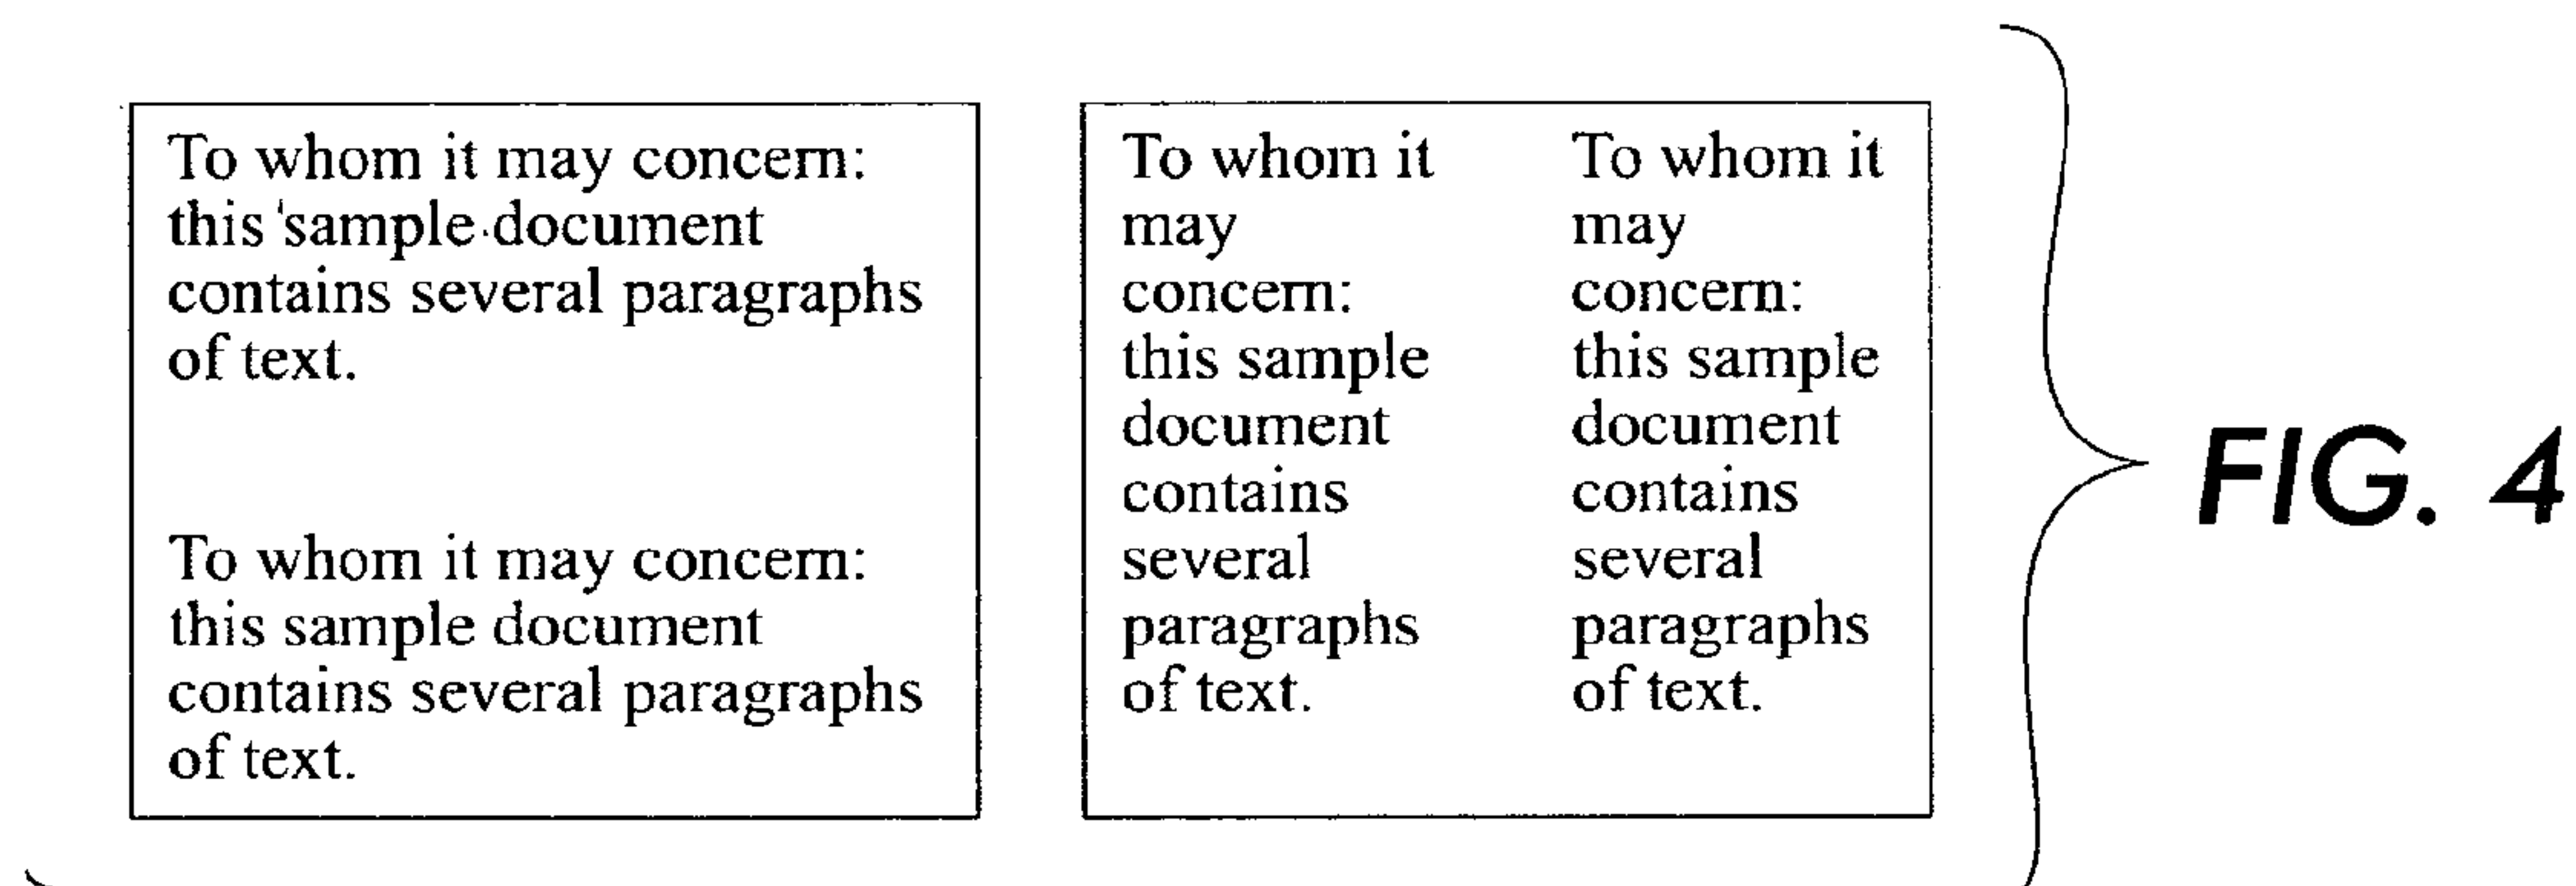 To whom it may concern:
this sample document
contains several paragraphs
of text.
To whom it may concern:
this sample document
contains several paragraphs
of text.
To whom it
may
concern:
this sample
document
contains
several
paragraphs
of text.
To whom it
may
concern:
this sample
document
contains
several
paragraphs
of text.
FIG. 4